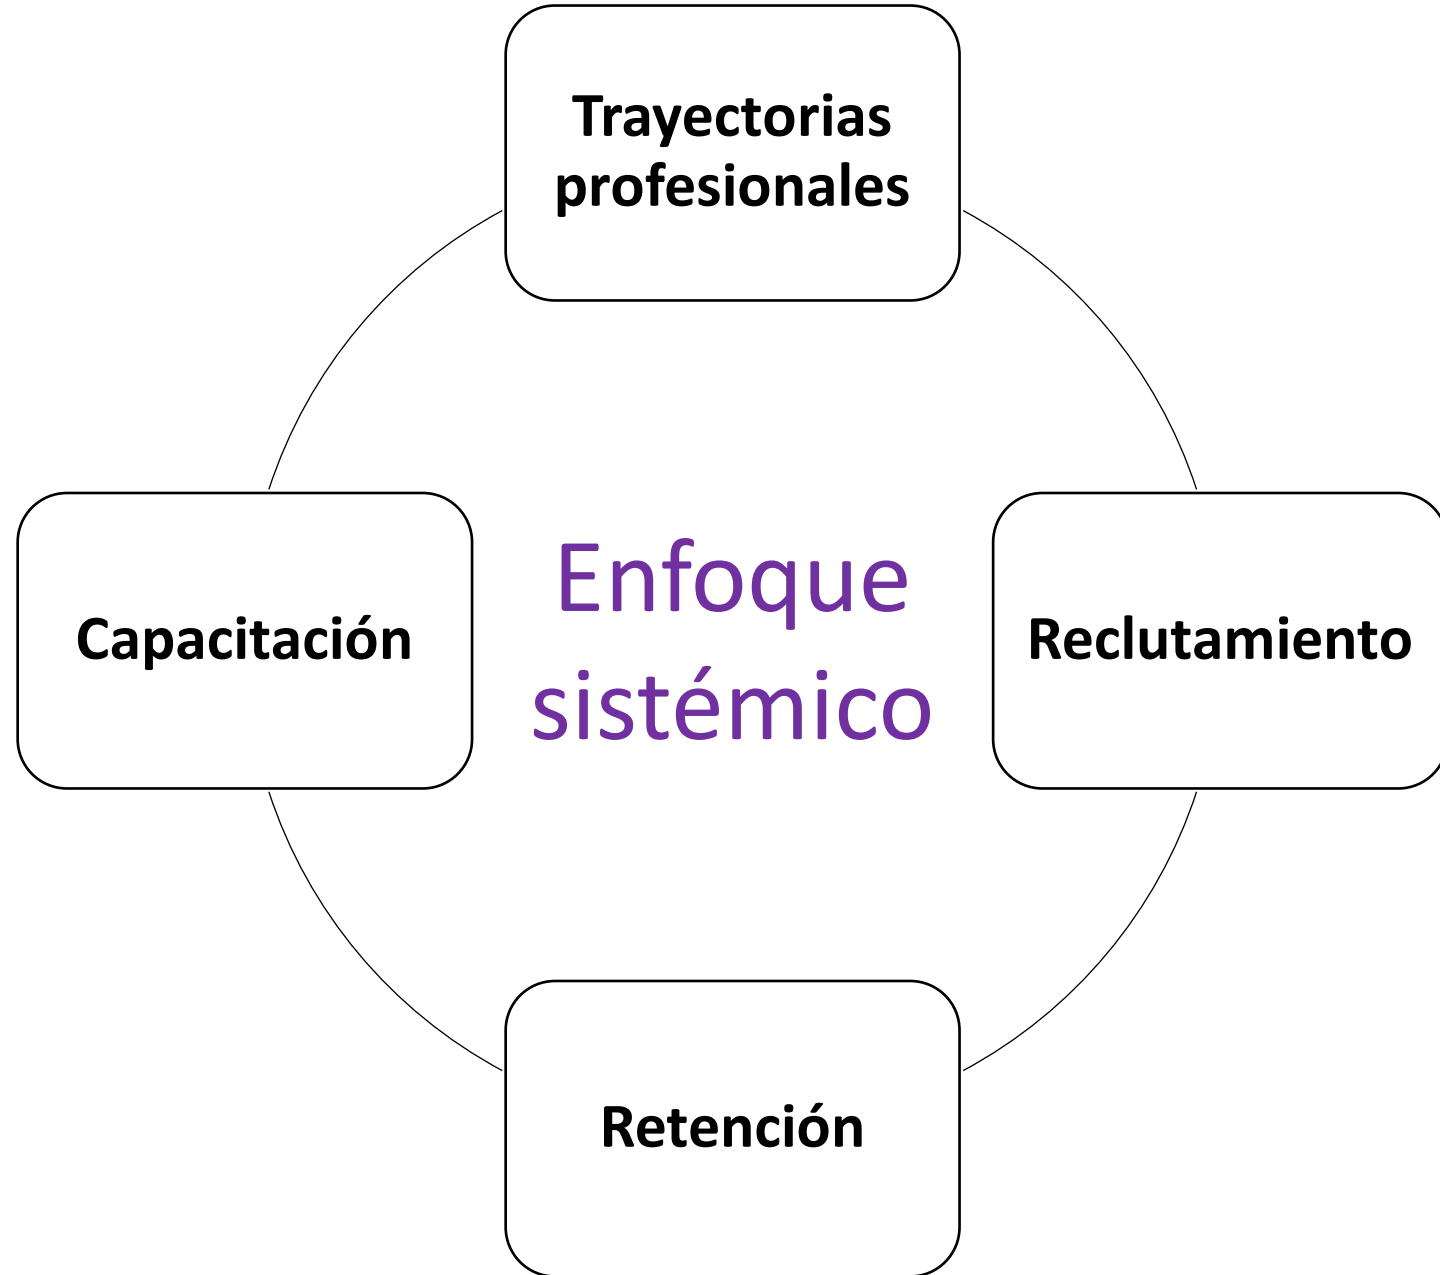 Trayectorias
profesionales
Enfoque
sistémico
Capacitación
Reclutamiento
Retención